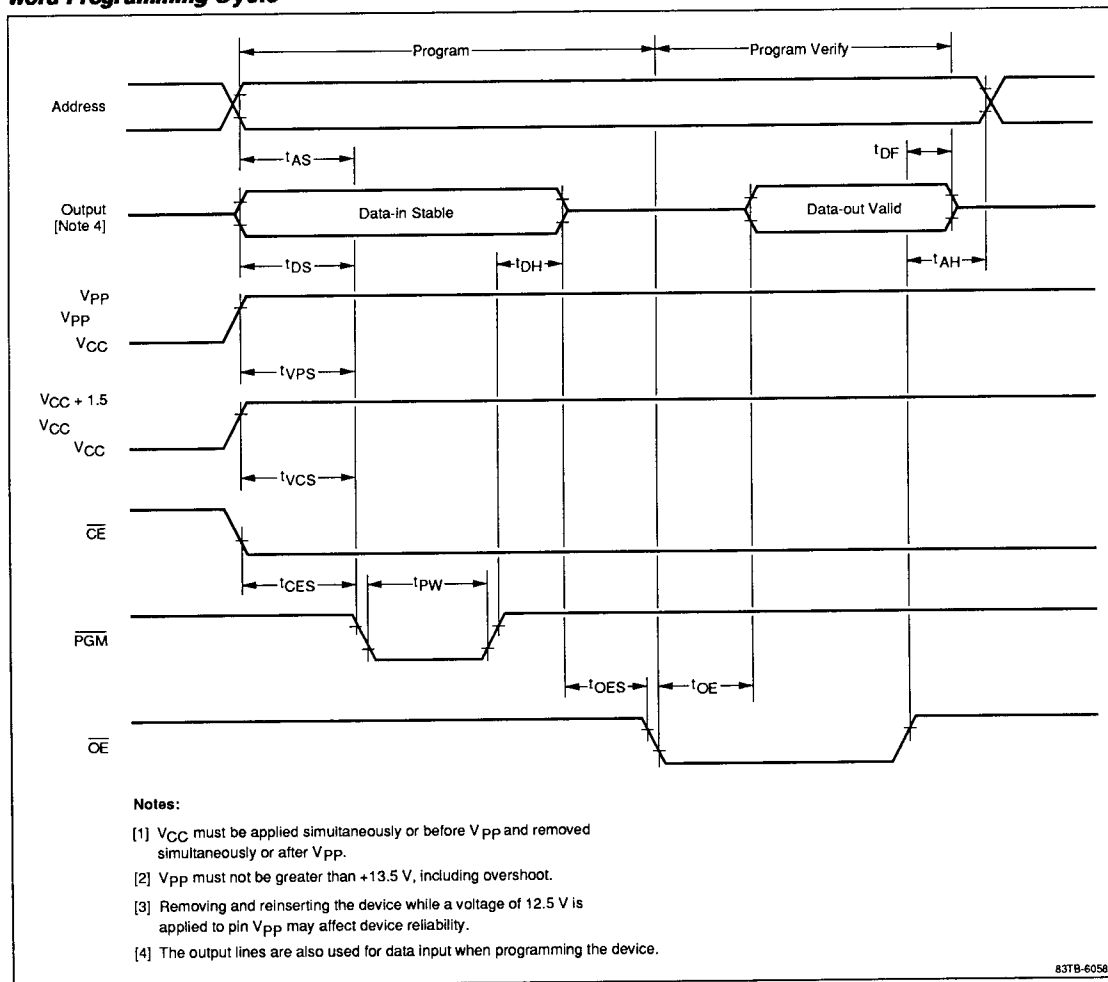 Word Programming Cycle
Program
Program Verify
Address
tAS
tDF
Output
[Note 4]
Data-in Stable
Data-out Valid
tDS
tDH
tAH
VPP
VPP
VCC
tVPS
VCC + 1.5
VCC
VCC
tVCS
CE
tCES
tPW
PGM
tOES
tOE
OE
Notes:
[1] VCC must be applied simultaneously or before VPP and removed
simultaneously or after VPP.
[2] VPP must not be greater than +13.5 V, including overshoot.
[3] Removing and reinserting the device while a voltage of 12.5 V is
applied to pin VPP may affect device reliability.
[4] The output lines are also used for data input when programming the device.
83TB-6058